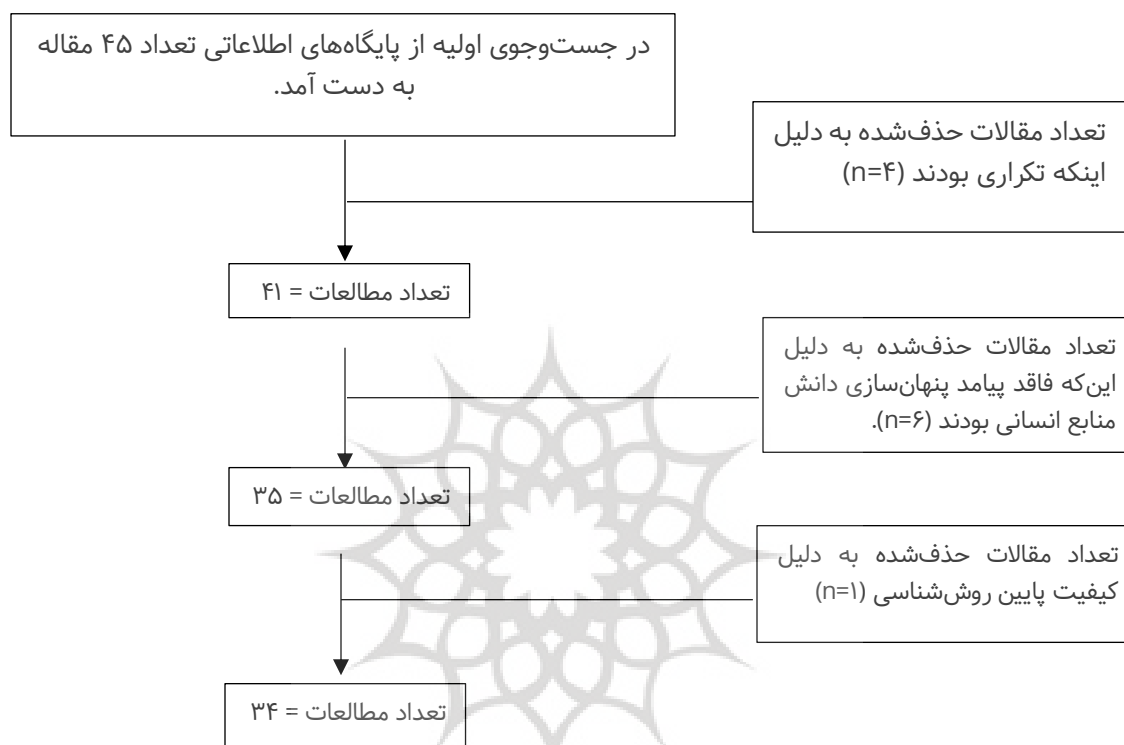 در جست‌وجوی اولیه از پایگاه‌های اطلاعاتی تعداد ۴۵ مقاله
به دست آمد.
تعداد مقالات حذف‌شده به دلیل
اینکه تکراری بودند (n=۴)
تعداد مطالعات = ۴۱
تعداد مقالات حذف‌شده به دلیل
این‌که فاقد پیامد پنهان‌سازی دانش
منابع انسانی بودند (n=۶).
تعداد مطالعات = ۳۵
تعداد مقالات حذف‌شده به دلیل
کیفیت پایین روش‌شناسی (n=۱)
تعداد مطالعات = ۳۴